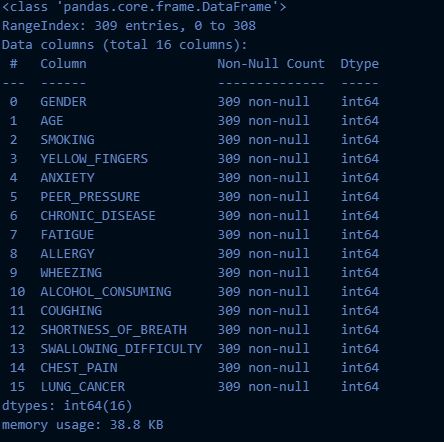 <class 'pandas.core.frame.DataFrame'>
RangeIndex: 309 entries, 0 to 308
Data columns (total 16 columns):
 #   Column                 Non-Null Count  Dtype
---  ------                 --------------  -----
 0   GENDER                 309 non-null    int64
 1   AGE                    309 non-null    int64
 2   SMOKING                309 non-null    int64
 3   YELLOW_FINGERS         309 non-null    int64
 4   ANXIETY                309 non-null    int64
 5   PEER_PRESSURE          309 non-null    int64
 6   CHRONIC_DISEASE        309 non-null    int64
 7   FATIGUE                309 non-null    int64
 8   ALLERGY                309 non-null    int64
 9   WHEEZING               309 non-null    int64
 10  ALCOHOL_CONSUMING      309 non-null    int64
 11  COUGHING               309 non-null    int64
 12  SHORTNESS_OF_BREATH    309 non-null    int64
 13  SWALLOWING_DIFFICULTY  309 non-null    int64
 14  CHEST_PAIN             309 non-null    int64
 15  LUNG_CANCER            309 non-null    int64
dtypes: int64(16)
memory usage: 38.8 KB